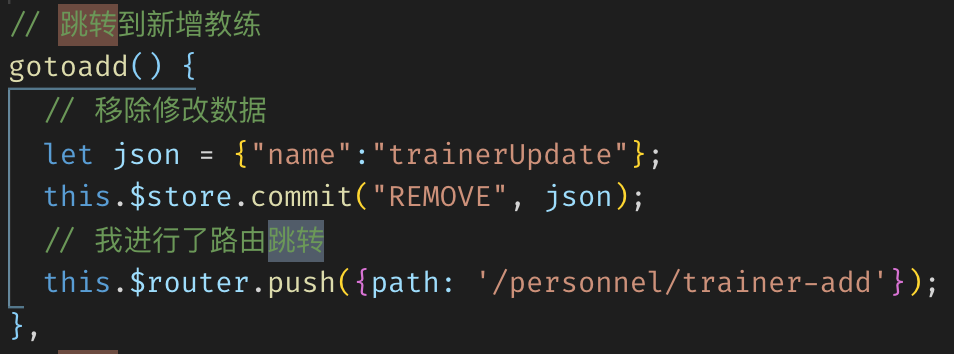 // 跳转到新增教练
gotoadd() {
// 移除修改数据
let json = {"name":"trainerUpdate"};
this.$store.commit("REMOVE", json);
// 我进行了路由跳转
this.$router.push({path: '/personnel/trainer-add'});
},